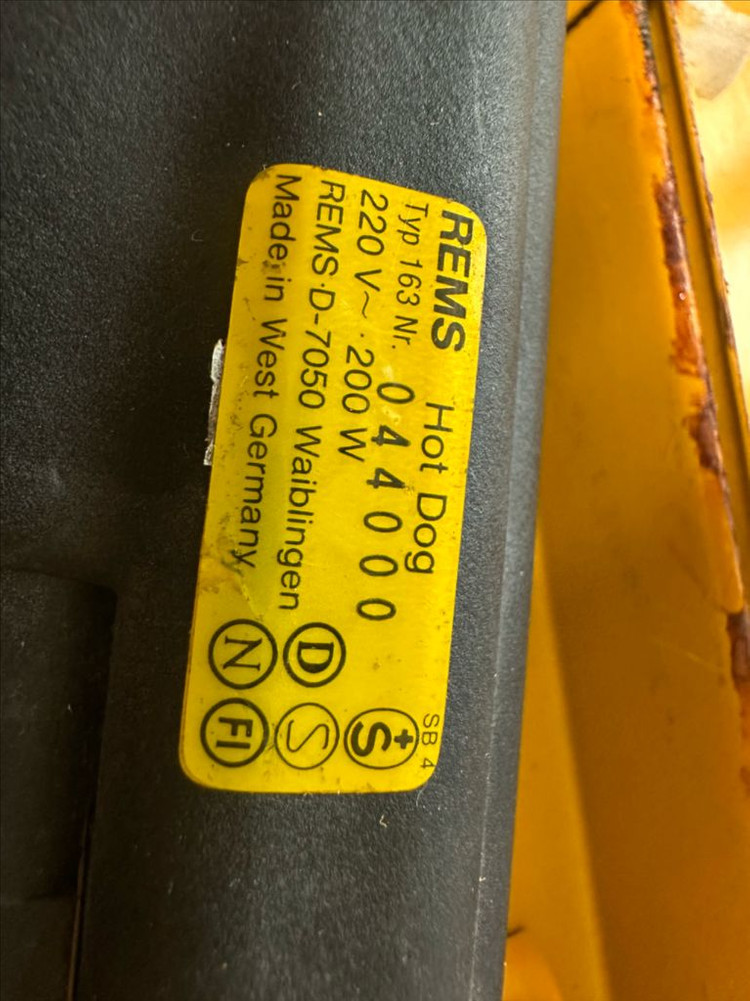 REMS Hot Dog
Typ 163 Nr. 044000
220 V~ · 200 W
REMS·D-7050 Waiblingen
Made in West Germany
SB 4
+S
D
S
N
FI